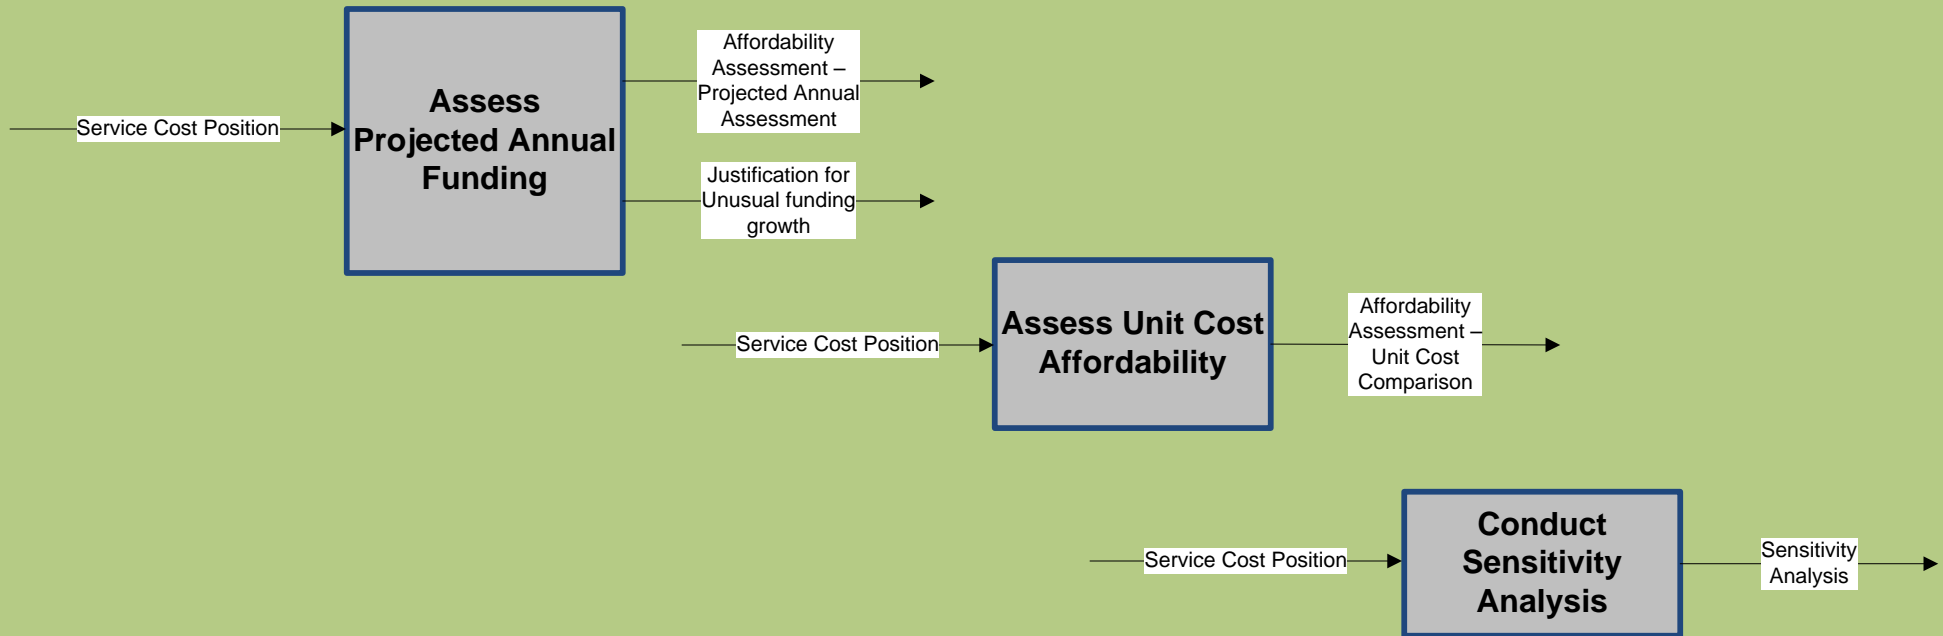 Service Cost Position
Assess
Projected Annual
Funding
Affordability
Assessment –
Projected Annual
Assessment
Justification for
Unusual funding
growth
Service Cost Position
Assess Unit Cost
Affordability
Affordability
Assessment –
Unit Cost
Comparison
Service Cost Position
Conduct
Sensitivity
Analysis
Sensitivity
Analysis